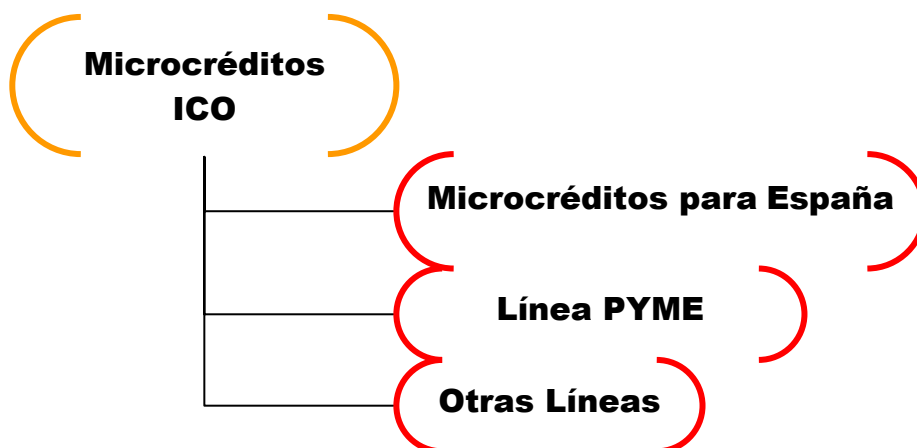 Microcréditos
ICO
Microcréditos para España
Línea PYME
Otras Líneas